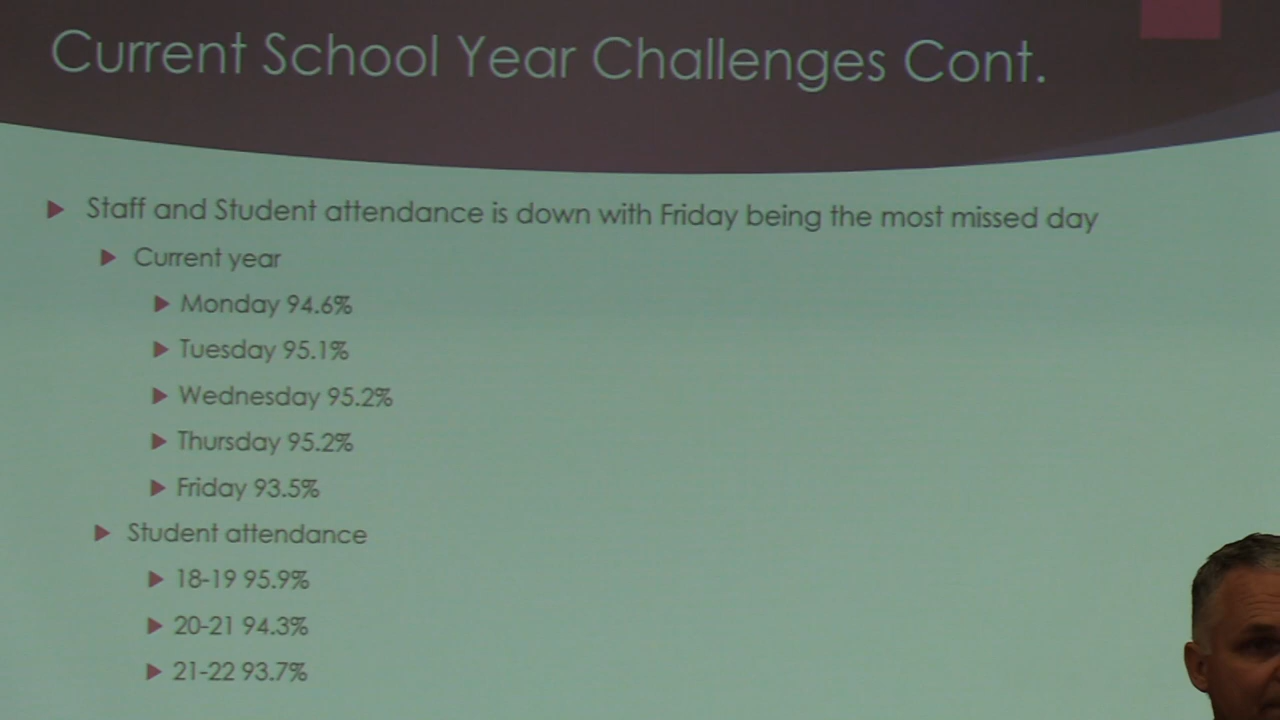 Current School Year Challenges Cont.
Staff and Student attendance is down with Friday being the most missed day
Current year
Monday 94.6%
Tuesday 95.1%
Wednesday 95.2%
Thursday 95.2%
Friday 93.5%
Student attendance
18-19 95.9%
20-21 94.3%
21-22 93.7%